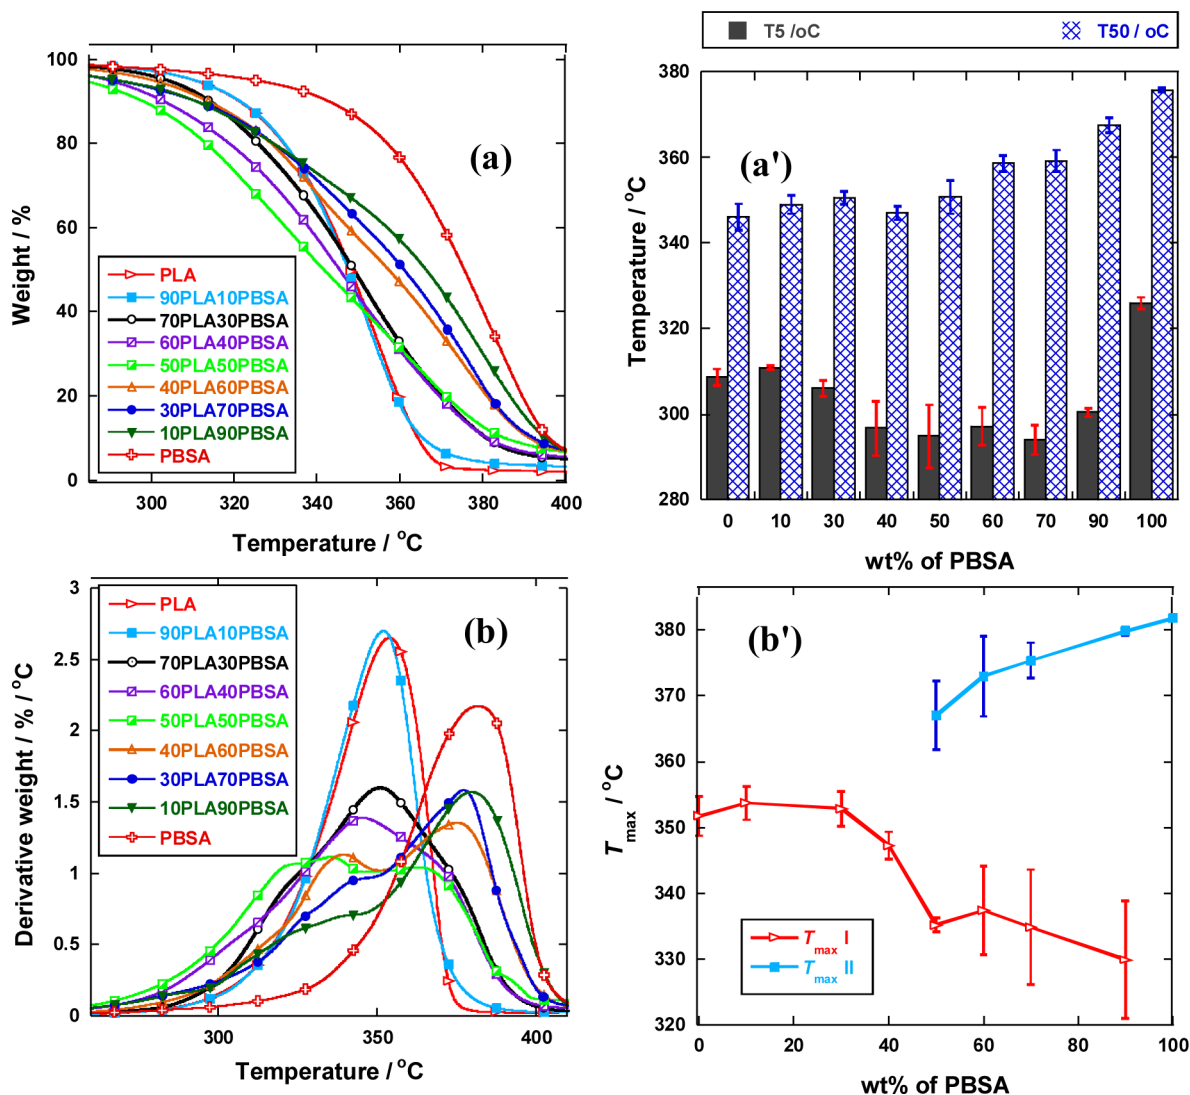 T5 /oC
T50 /oC
100
80
60
40
20
0
Weight / %
(a)
PLA
90PLA10PBSA
70PLA30PBSA
60PLA40PBSA
50PLA50PBSA
40PLA60PBSA
30PLA70PBSA
10PLA90PBSA
PBSA
300 320 340 360 380 400
Temperature / °C
380
360
340
320
300
280
Temperature / °C
(a')
0 10 30 40 50 60 70 90 100
wt% of PBSA
3
2.5
2
1.5
1
0.5
0
Derivative weight / % / °C
(b)
PLA
90PLA10PBSA
70PLA30PBSA
60PLA40PBSA
50PLA50PBSA
40PLA60PBSA
30PLA70PBSA
10PLA90PBSA
PBSA
300 350 400
Temperature / °C
380
370
360
350
340
330
320
Tmax / °C
(b')
Tmax I
Tmax II
0 20 40 60 80 100
wt% of PBSA